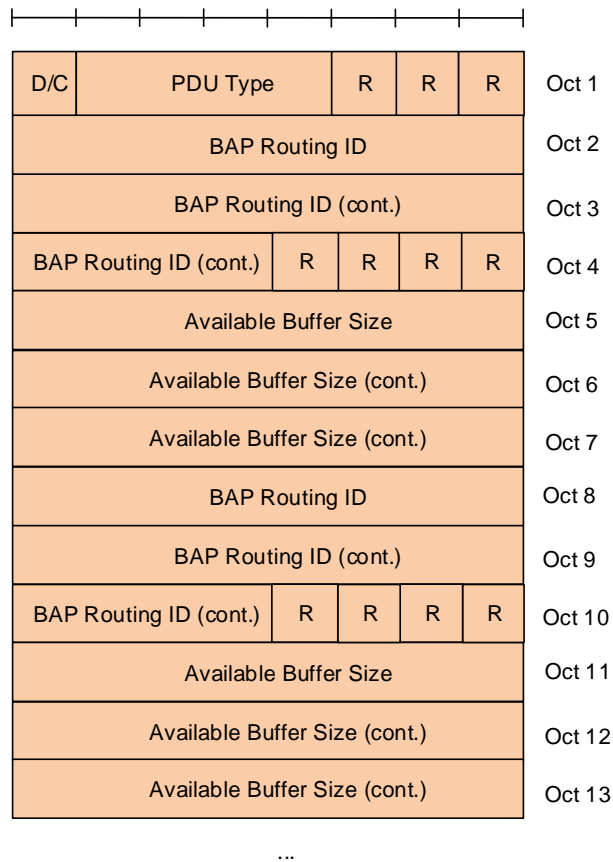 D/C PDU Type R R R Oct 1
BAP Routing ID Oct 2
BAP Routing ID (cont.) Oct 3
BAP Routing ID (cont.) R R R R Oct 4
Available Buffer Size Oct 5
Available Buffer Size (cont.) Oct 6
Available Buffer Size (cont.) Oct 7
BAP Routing ID Oct 8
BAP Routing ID (cont.) Oct 9
BAP Routing ID (cont.) R R R R Oct 10
Available Buffer Size Oct 11
Available Buffer Size (cont.) Oct 12
Available Buffer Size (cont.) Oct 13
...